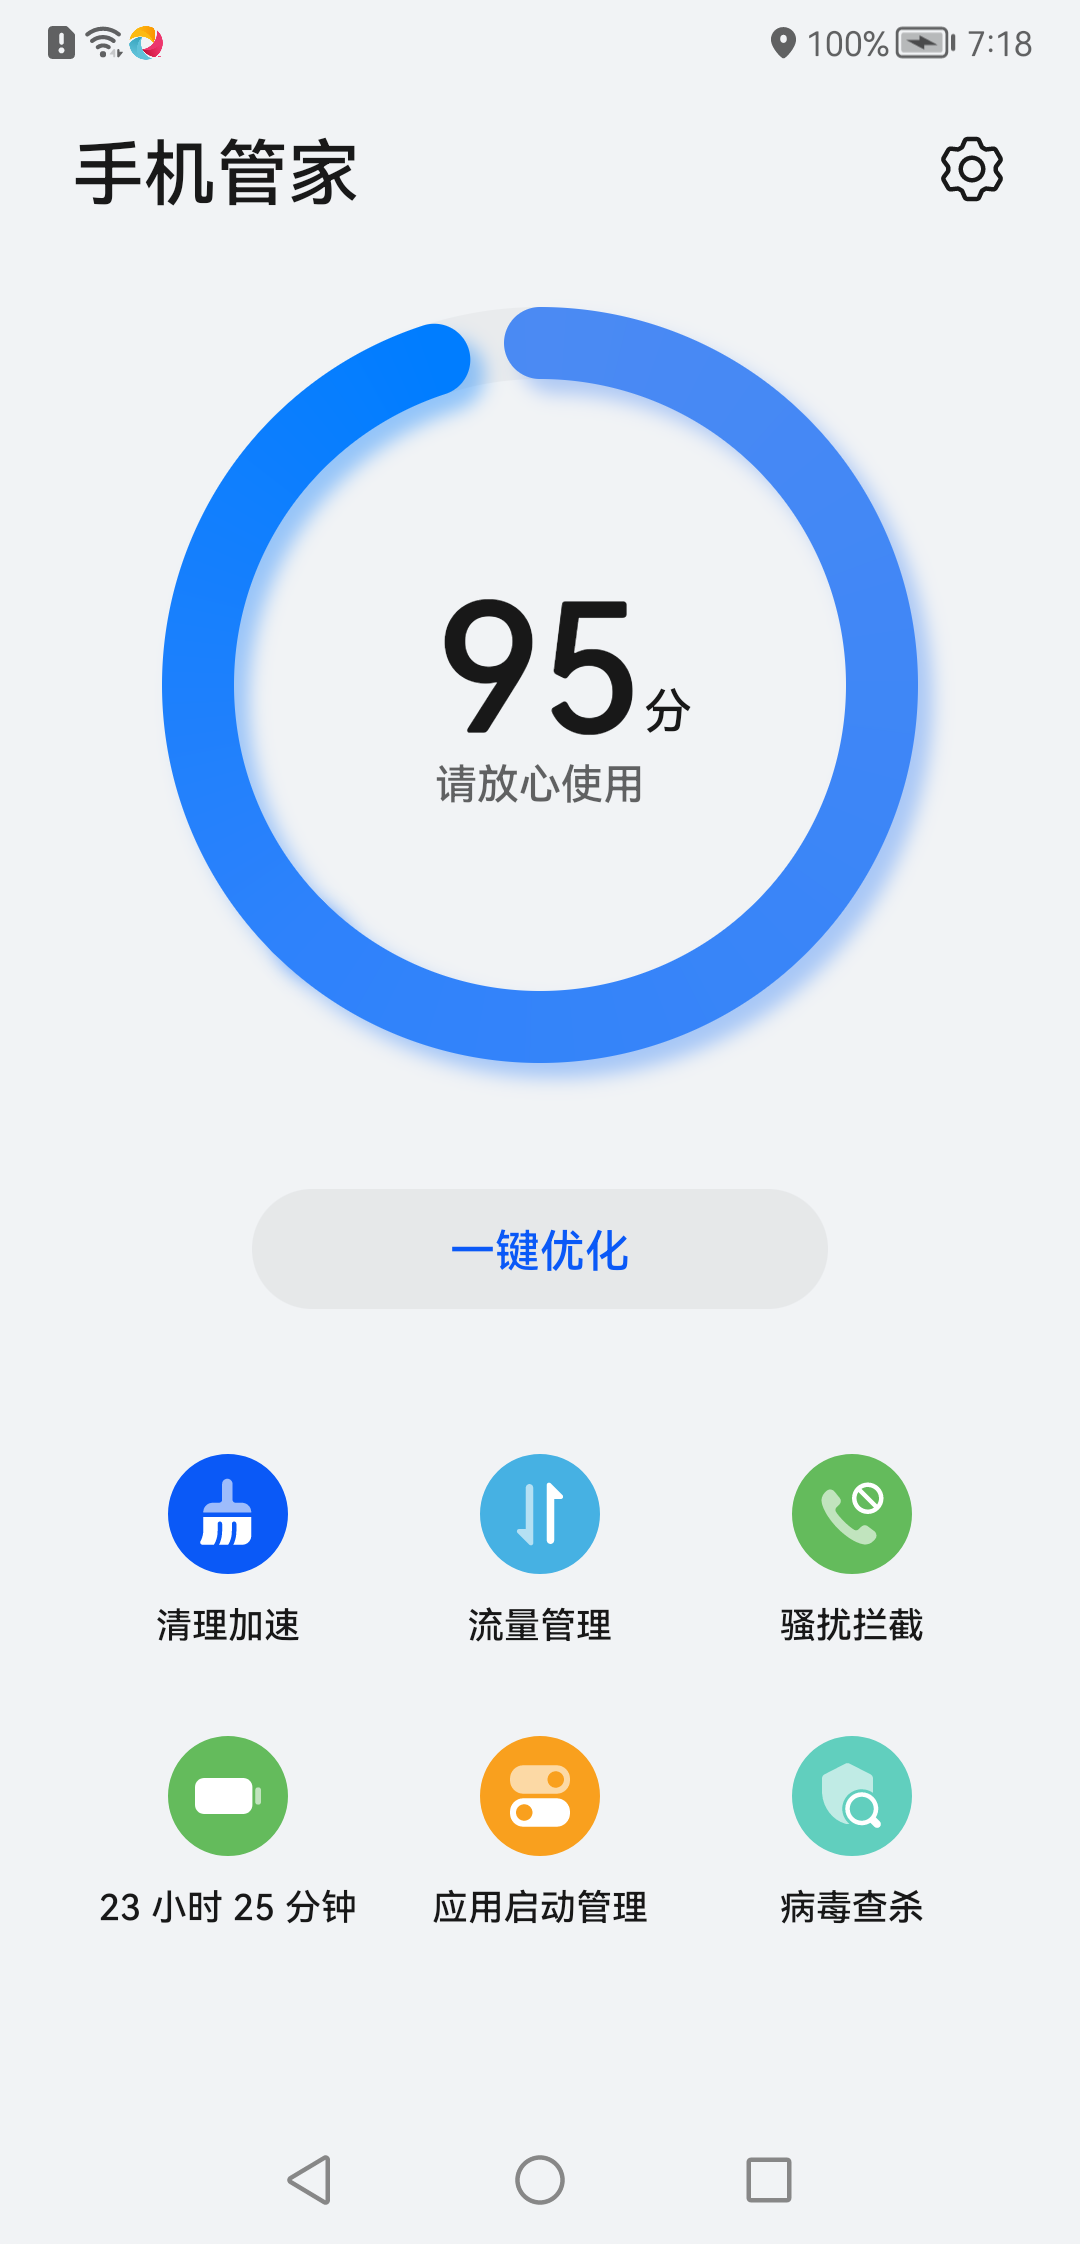 100% 7:18
手机管家
95分
请放心使用
一键优化
清理加速 流量管理 骚扰拦截
23 小时 25 分钟 应用启动管理 病毒查杀